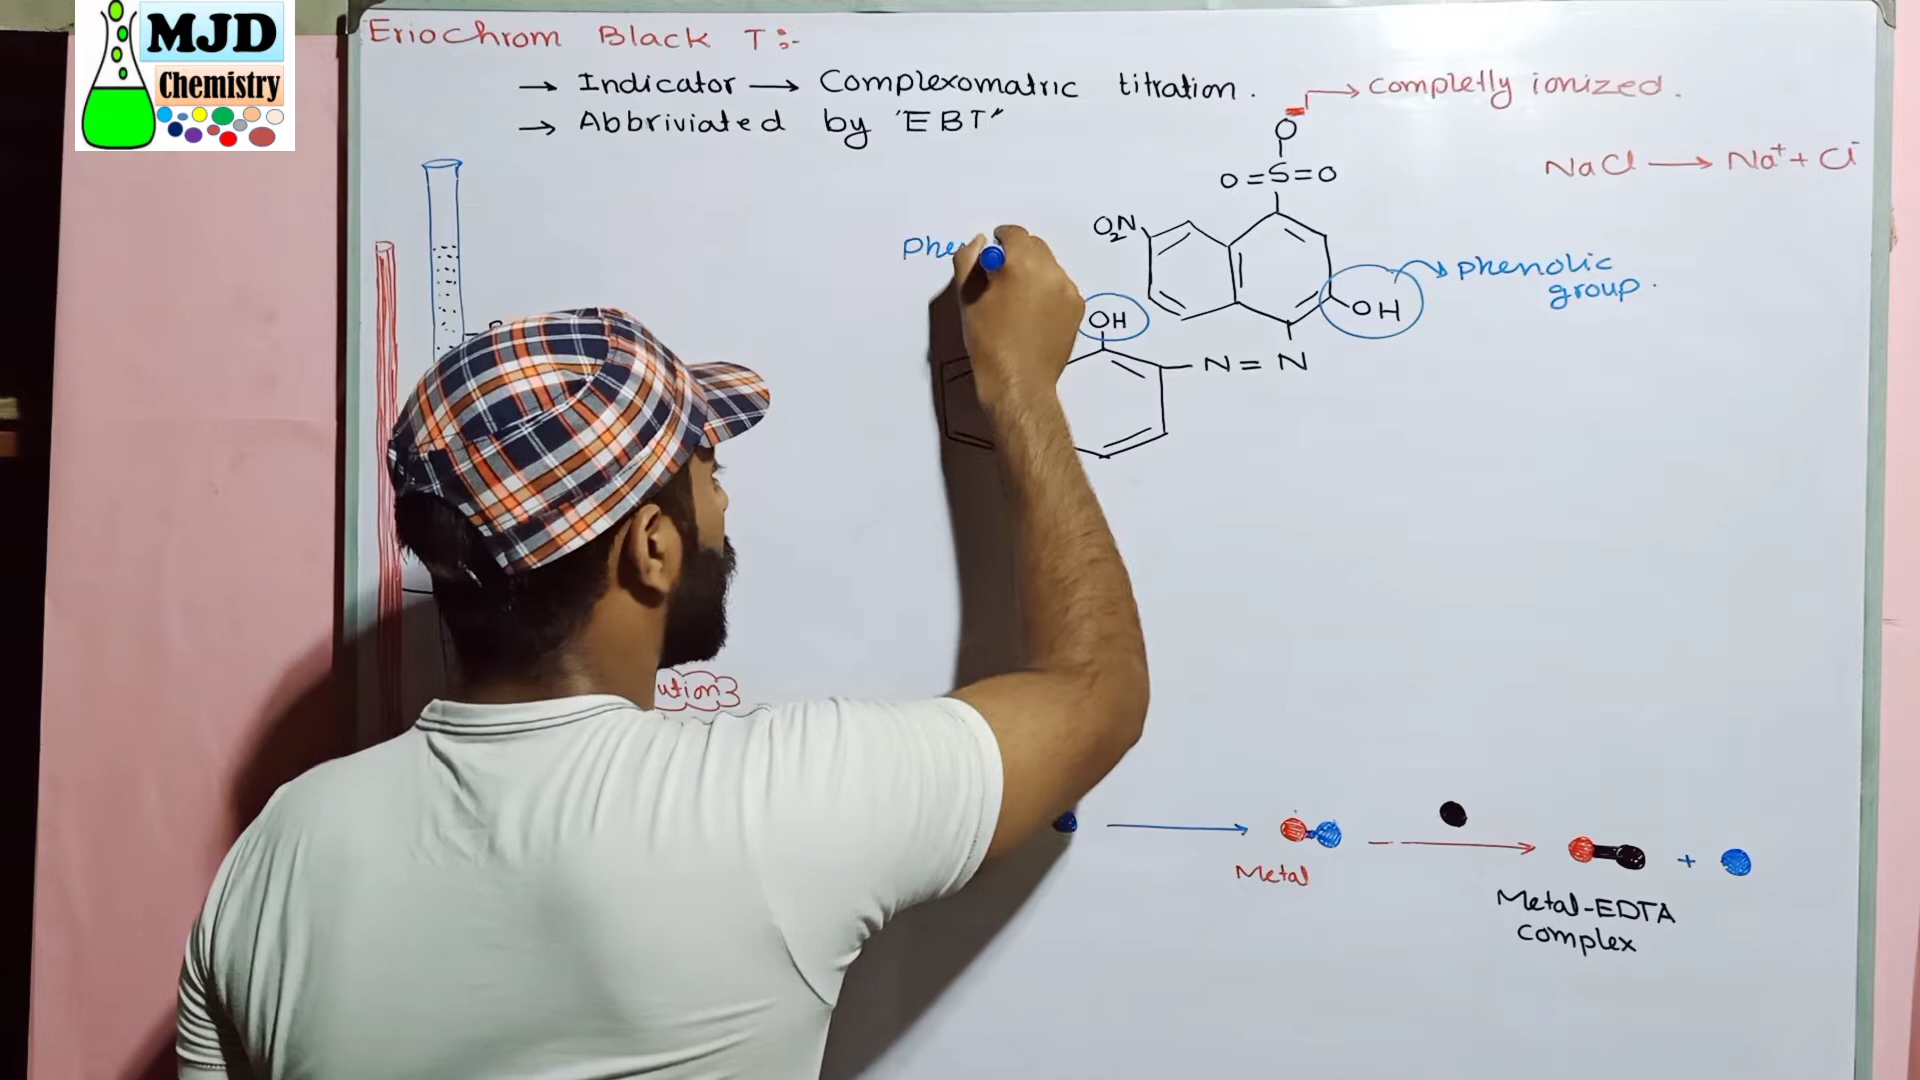 MJD
Chemistry
Eriochrom Black T :-
→ Indicator → Complexomatric titration.
→ Abbriviated by 'EBT"
→ completly ionized.
NaCl → Na⁺ + Cl⁻
O
O=S=O
O₂N
OH
phenolic
group.
Phe
OH
N=N
ution
Metal
+
Metal-EDTA
complex